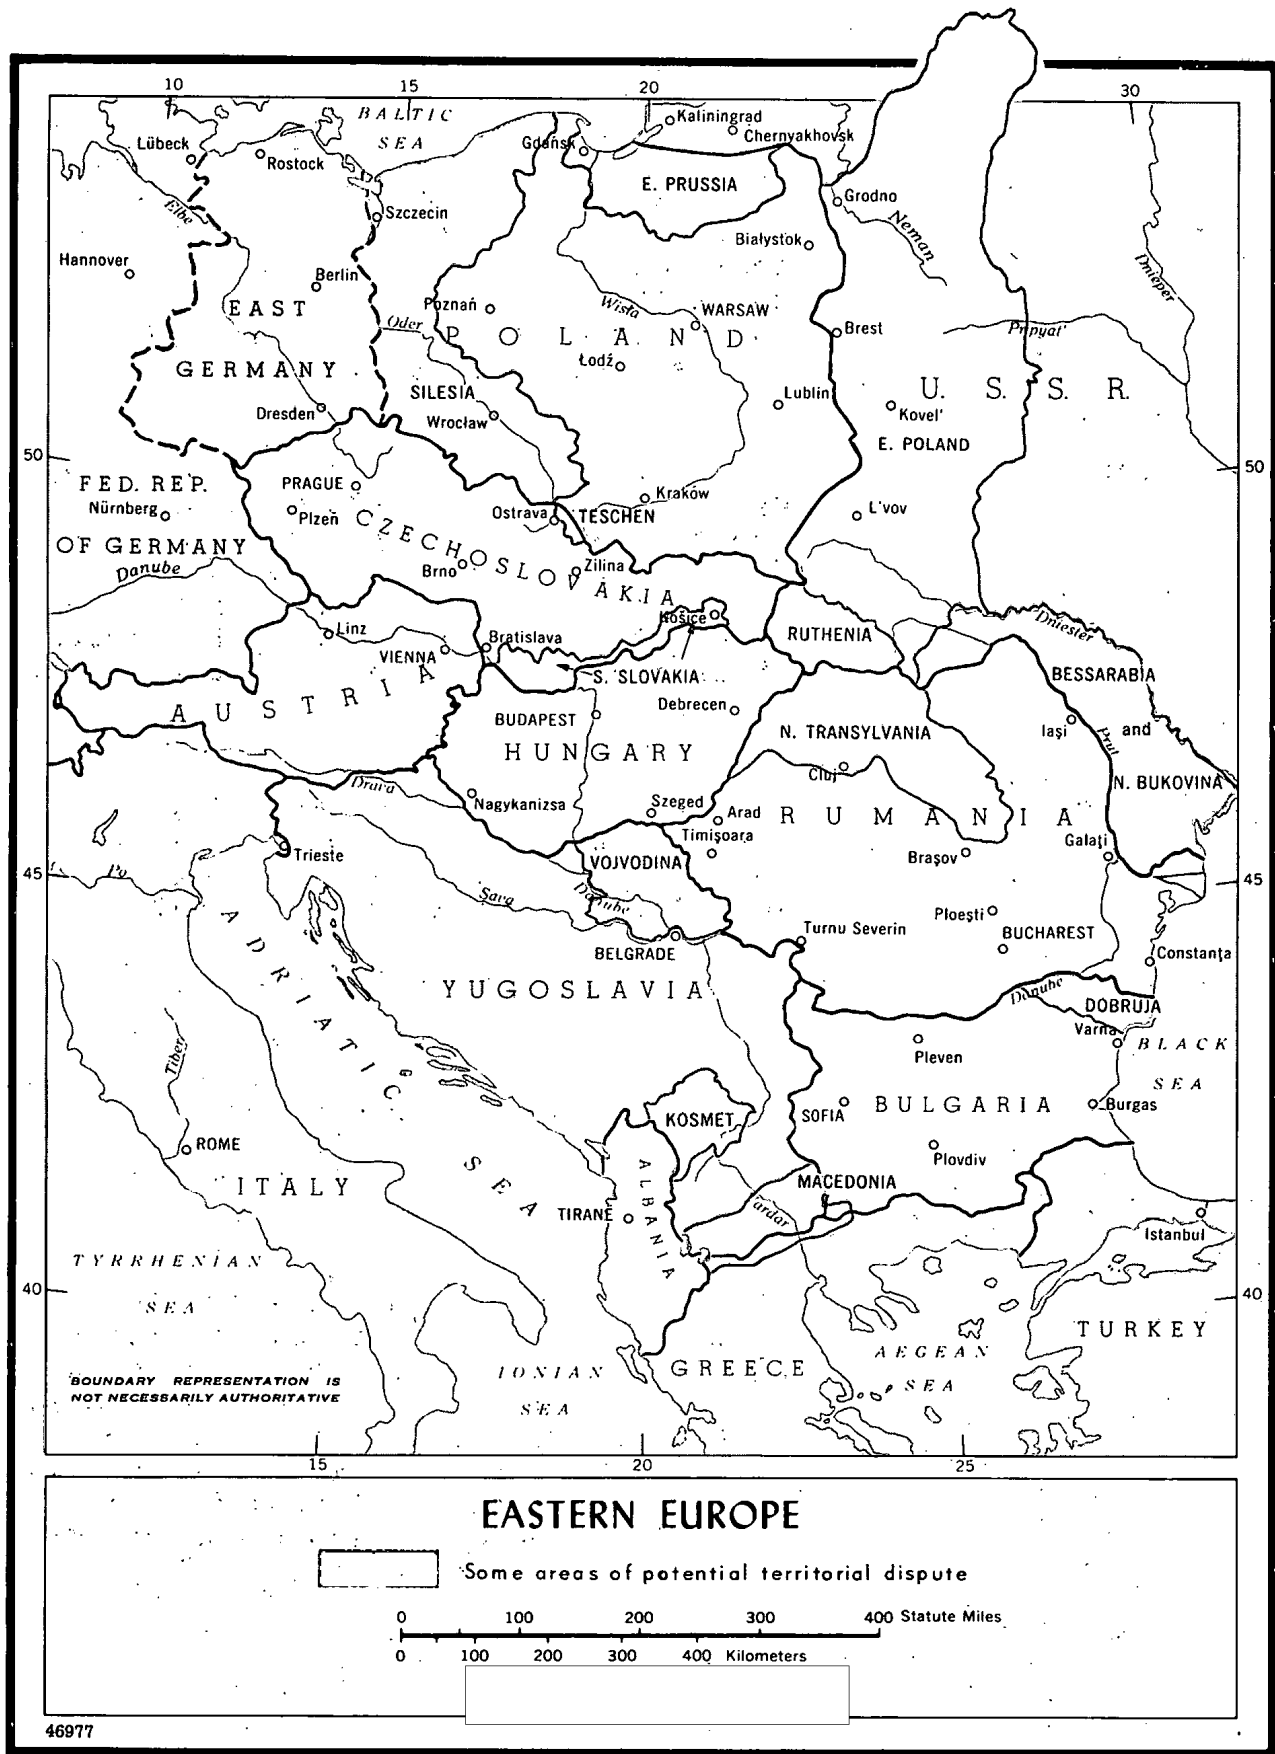 10 15 20 30
BALTIC
SEA
Kaliningrad
Chernyakhovsk
Lübeck
Rostock
Gdańsk
E. PRUSSIA
Grodno
Elbe
Szczecin
Neman
Białystok
Hannover
Berlin
Dnieper
EAST
Poznań
Wisła
WARSAW
Oder
POLAND
Brest
Pripyat'
Łodź
GERMANY
SILESIA
Lublin
U. S. S. R.
Dresden
Wrocław
Kovel'
E. POLAND
50
50
FED. REP.
PRAGUE
Kraków
Nürnberg
Plzeň
Ostrava
TESCHEN
L'vov
OF GERMANY
CZECHOSLOVAKIA
Danube
Brno
Zilina
Košice
Dniester
Linz
Bratislava
RUTHENIA
VIENNA
S. SLOVAKIA
BESSARABIA
AUSTRIA
Debrecen
BUDAPEST
N. TRANSYLVANIA
Iaşi
and
Prut
HUNGARY
Cluj
N. BUKOVINA
Drava
Nagykanizsa
Szeged
Arad
RUMANIA
Timişoara
Galaţi
Trieste
VOJVODINA
Braşov
Po
45
45
Sava
Danube
Ploeşti
ADRIATIC SEA
Turnu Severin
BUCHAREST
BELGRADE
Constanţa
YUGOSLAVIA
Danube
DOBRUJA
Varna
Tiber
Pleven
BLACK
SEA
KOSMET
SOFIA
BULGARIA
Burgas
ROME
Plovdiv
ALBANIA
ITALY
MACEDONIA
TIRANE
Vardar
Istanbul
TYRRHENIAN
SEA
40
40
TURKEY
IONIAN
SEA
GREECE
AEGEAN
SEA
BOUNDARY REPRESENTATION IS
NOT NECESSARILY AUTHORITATIVE
15 20 25
EASTERN EUROPE
Some areas of potential territorial dispute
0 100 200 300 400 Statute Miles
0 100 200 300 400 Kilometers
46977